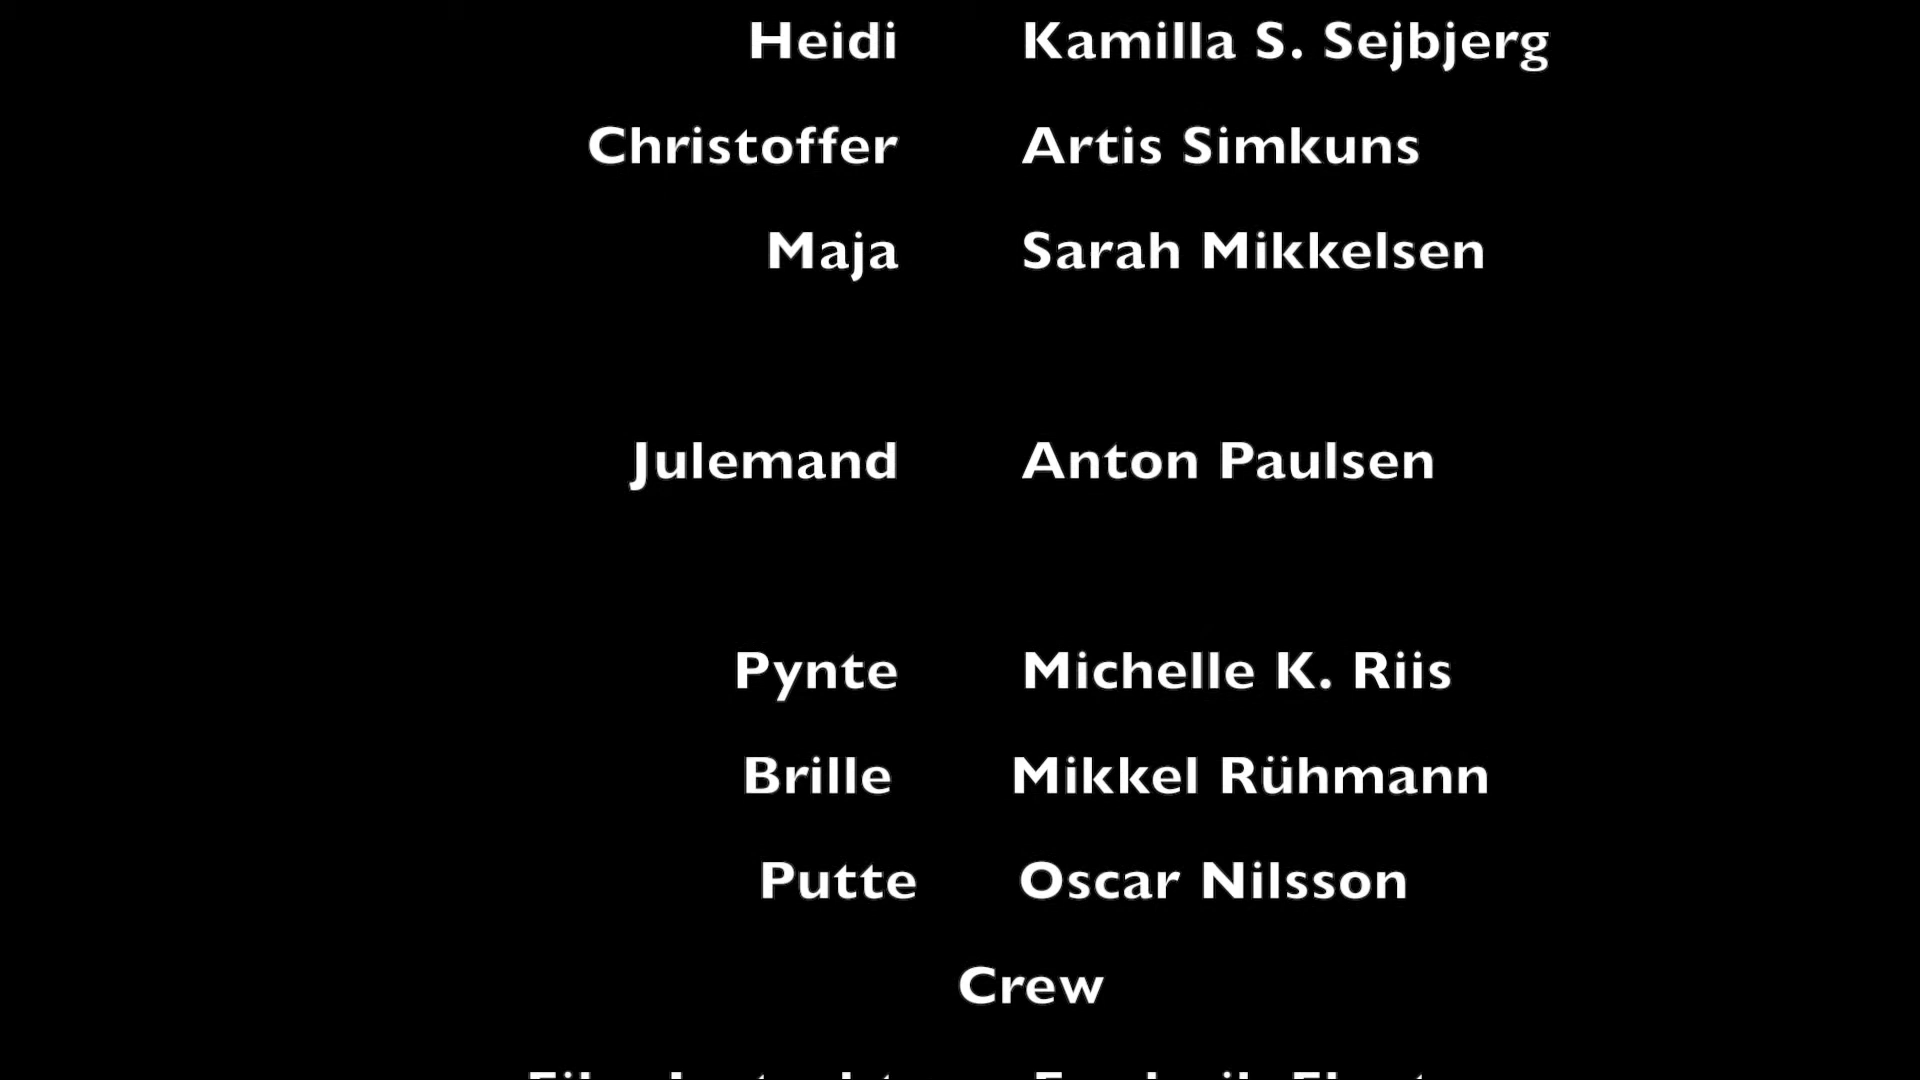 Heidi Kamilla S. Sejbjerg
Christoffer Artis Simkuns
Maja Sarah Mikkelsen
Julemand Anton Paulsen
Pynte Michelle K. Riis
Brille Mikkel Rühmann
Putte Oscar Nilsson
Crew